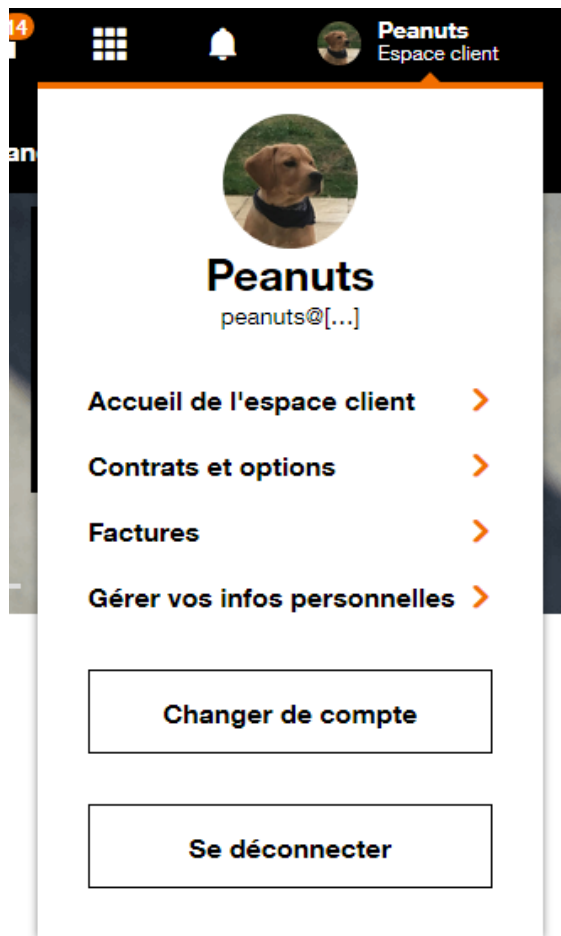 14
Peanuts
Espace client
Peanuts
peanuts@[...]
Accueil de l'espace client
Contrats et options
Factures
Gérer vos infos personnelles
Changer de compte
Se déconnecter